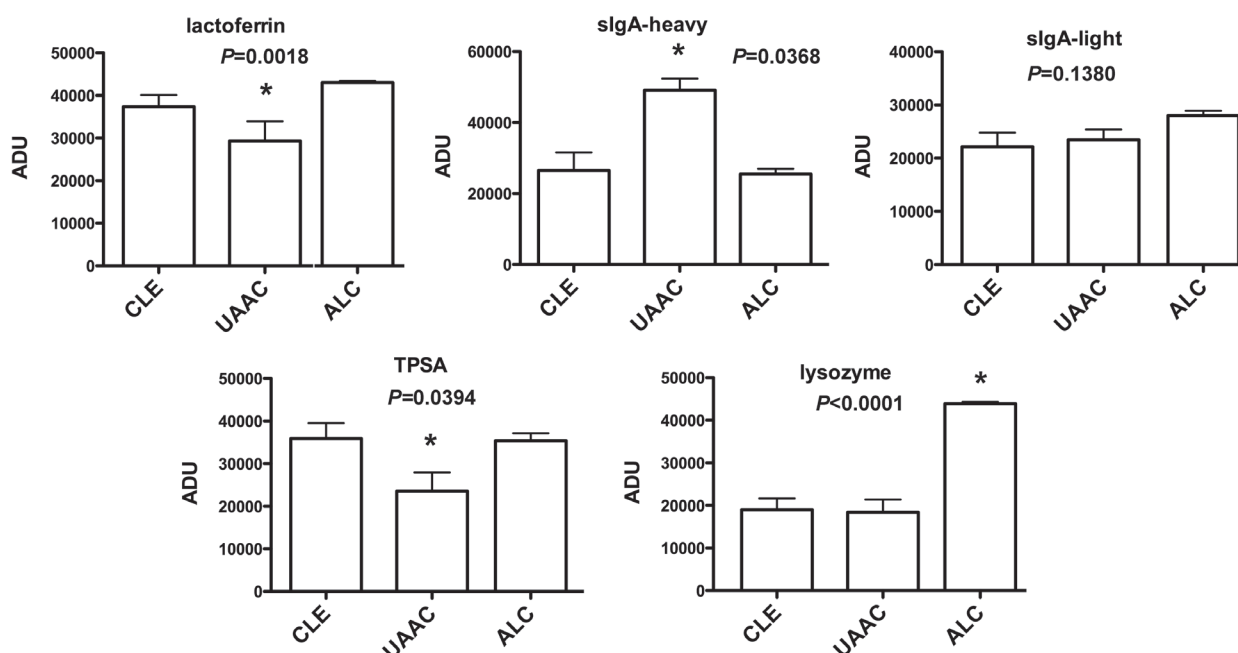 lactoferrin
P=0.0018
*
50000
40000
30000
20000
10000
0
ADU
CLE
UAAC
ALC
sIgA-heavy
*
P=0.0368
60000
40000
20000
0
ADU
CLE
UAAC
ALC
sIgA-light
P=0.1380
40000
30000
20000
10000
0
ADU
CLE
UAAC
ALC
TPSA
P=0.0394
*
50000
40000
30000
20000
10000
0
ADU
CLE
UAAC
ALC
lysozyme
P<0.0001
*
50000
40000
30000
20000
10000
0
ADU
CLE
UAAC
ALC